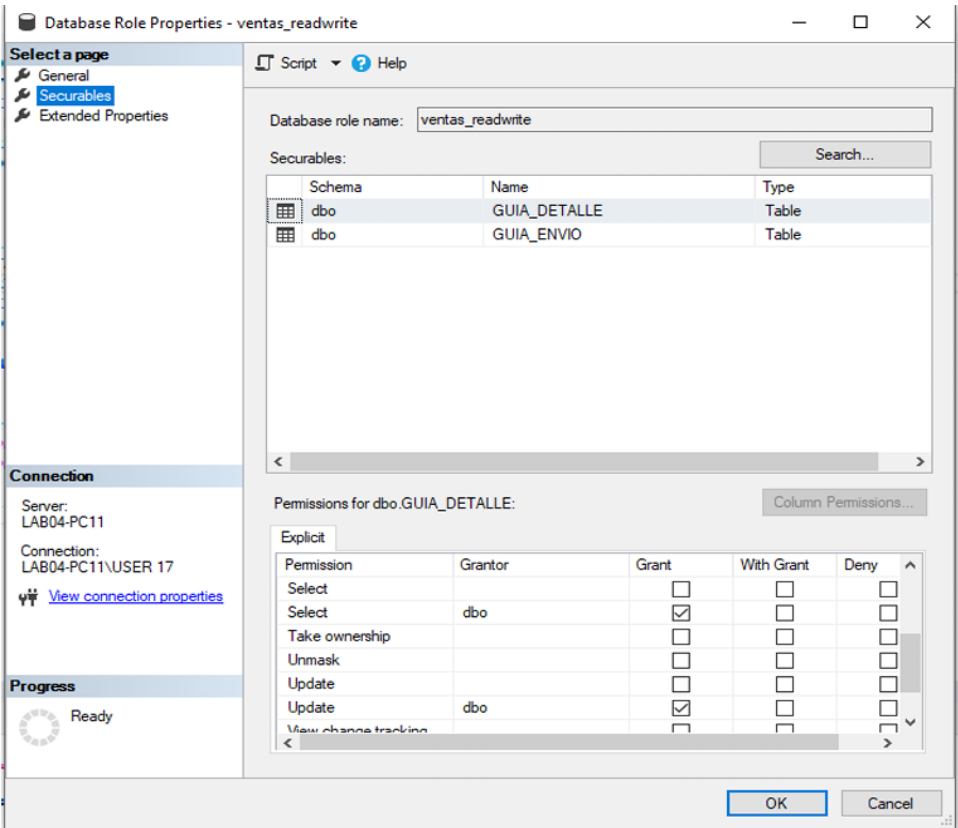 Database Role Properties - ventas_readwrite
Select a page
General
Securables
Extended Properties
Script
Help
Database role name: ventas_readwrite
Securables:
Search...
Schema Name Type
dbo GUIA_DETALLE Table
dbo GUIA_ENVIO Table
Connection
Server:
LAB04-PC11
Connection:
LAB04-PC11\USER 17
View connection properties
Progress
Ready
Permissions for dbo.GUIA_DETALLE:
Column Permissions...
Explicit
Permission Grantor Grant With Grant Deny
Select
Select dbo
Take ownership
Unmask
Update
Update dbo
View change tracking
OK
Cancel